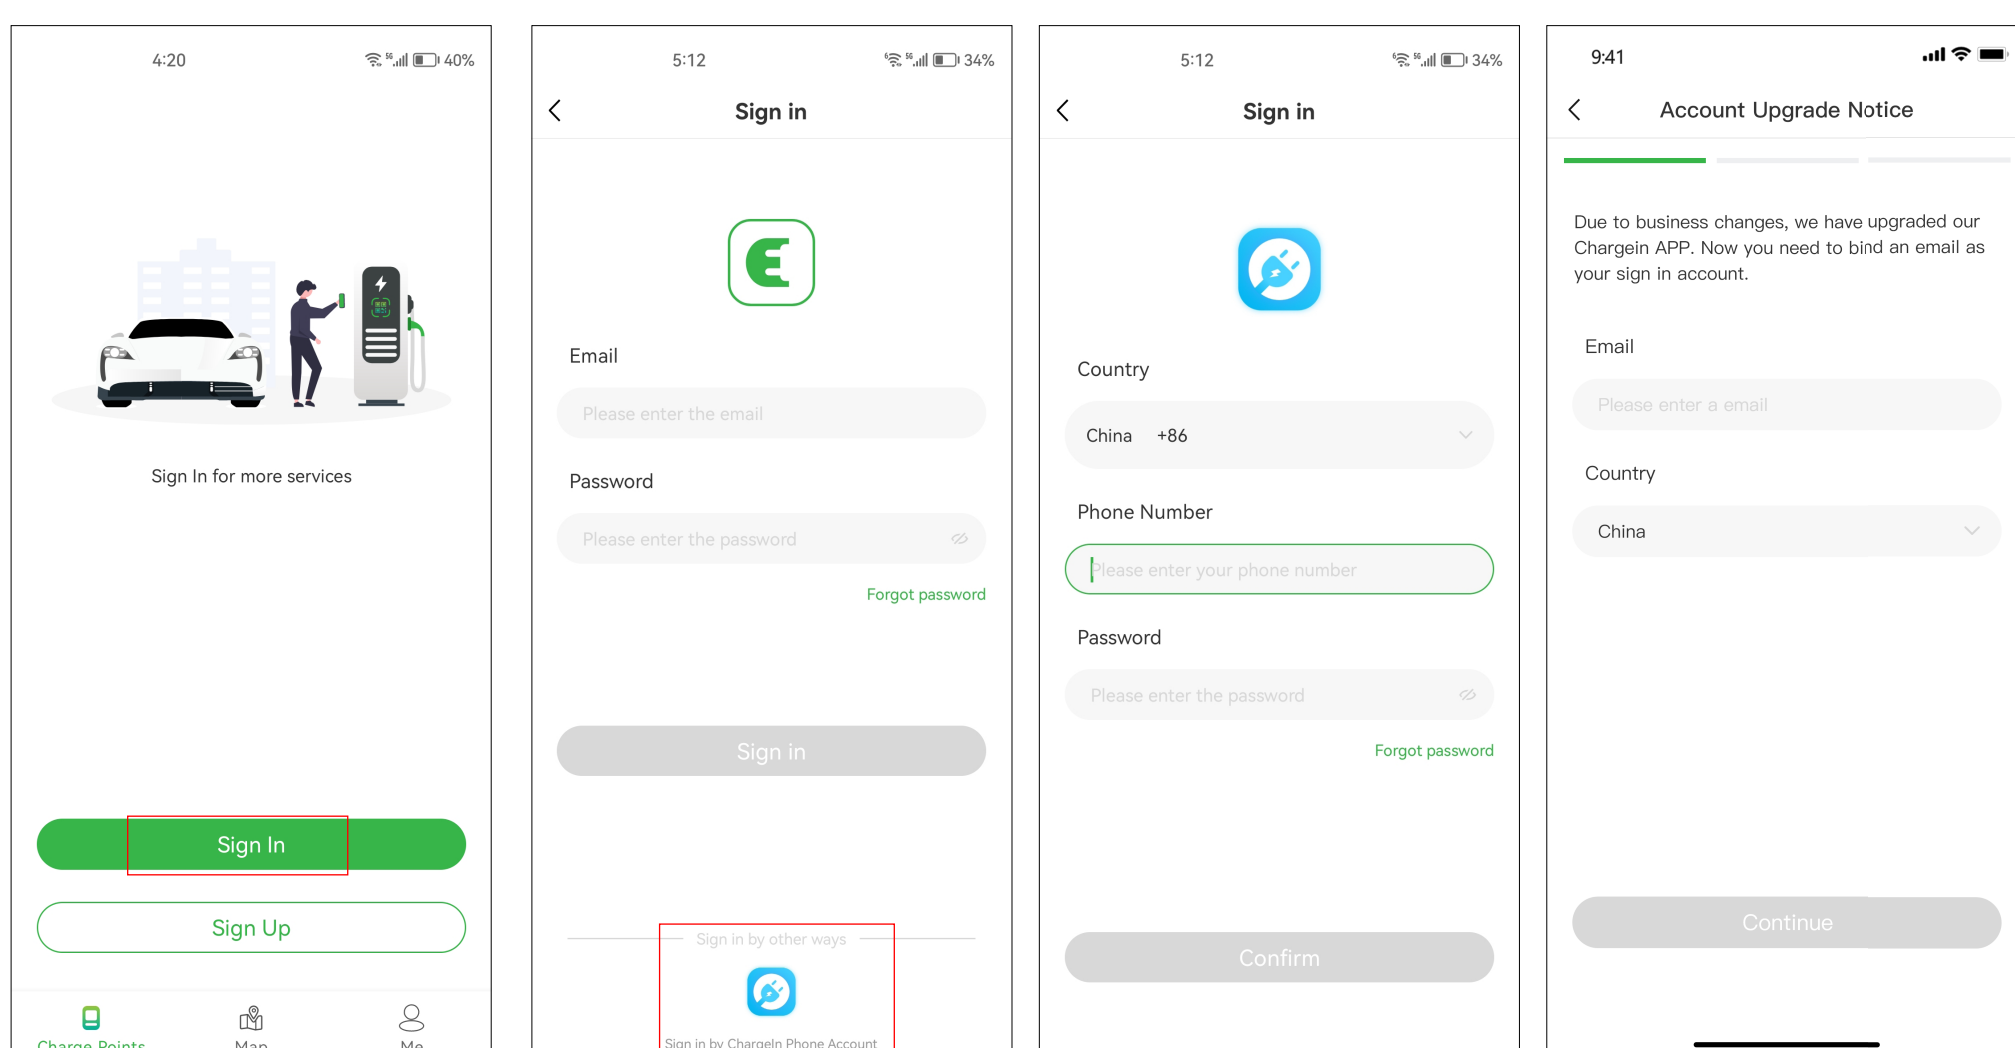 4:20
5G
40%
Sign In for more services
Sign In
Sign Up
Charge Points
Map
Me
5:12
6
5G
34%
Sign in
Email
Please enter the email
Password
Please enter the password
Forgot password
Sign in
Sign in by other ways
Sign in by ChargeIn Phone Account
5:12
6
5G
34%
Sign in
Country
China +86
Phone Number
Please enter your phone number
Password
Please enter the password
Forgot password
Confirm
9:41
Account Upgrade Notice
Due to business changes, we have upgraded our
Chargein APP. Now you need to bind an email as
your sign in account.
Email
Please enter a email
Country
China
Continue